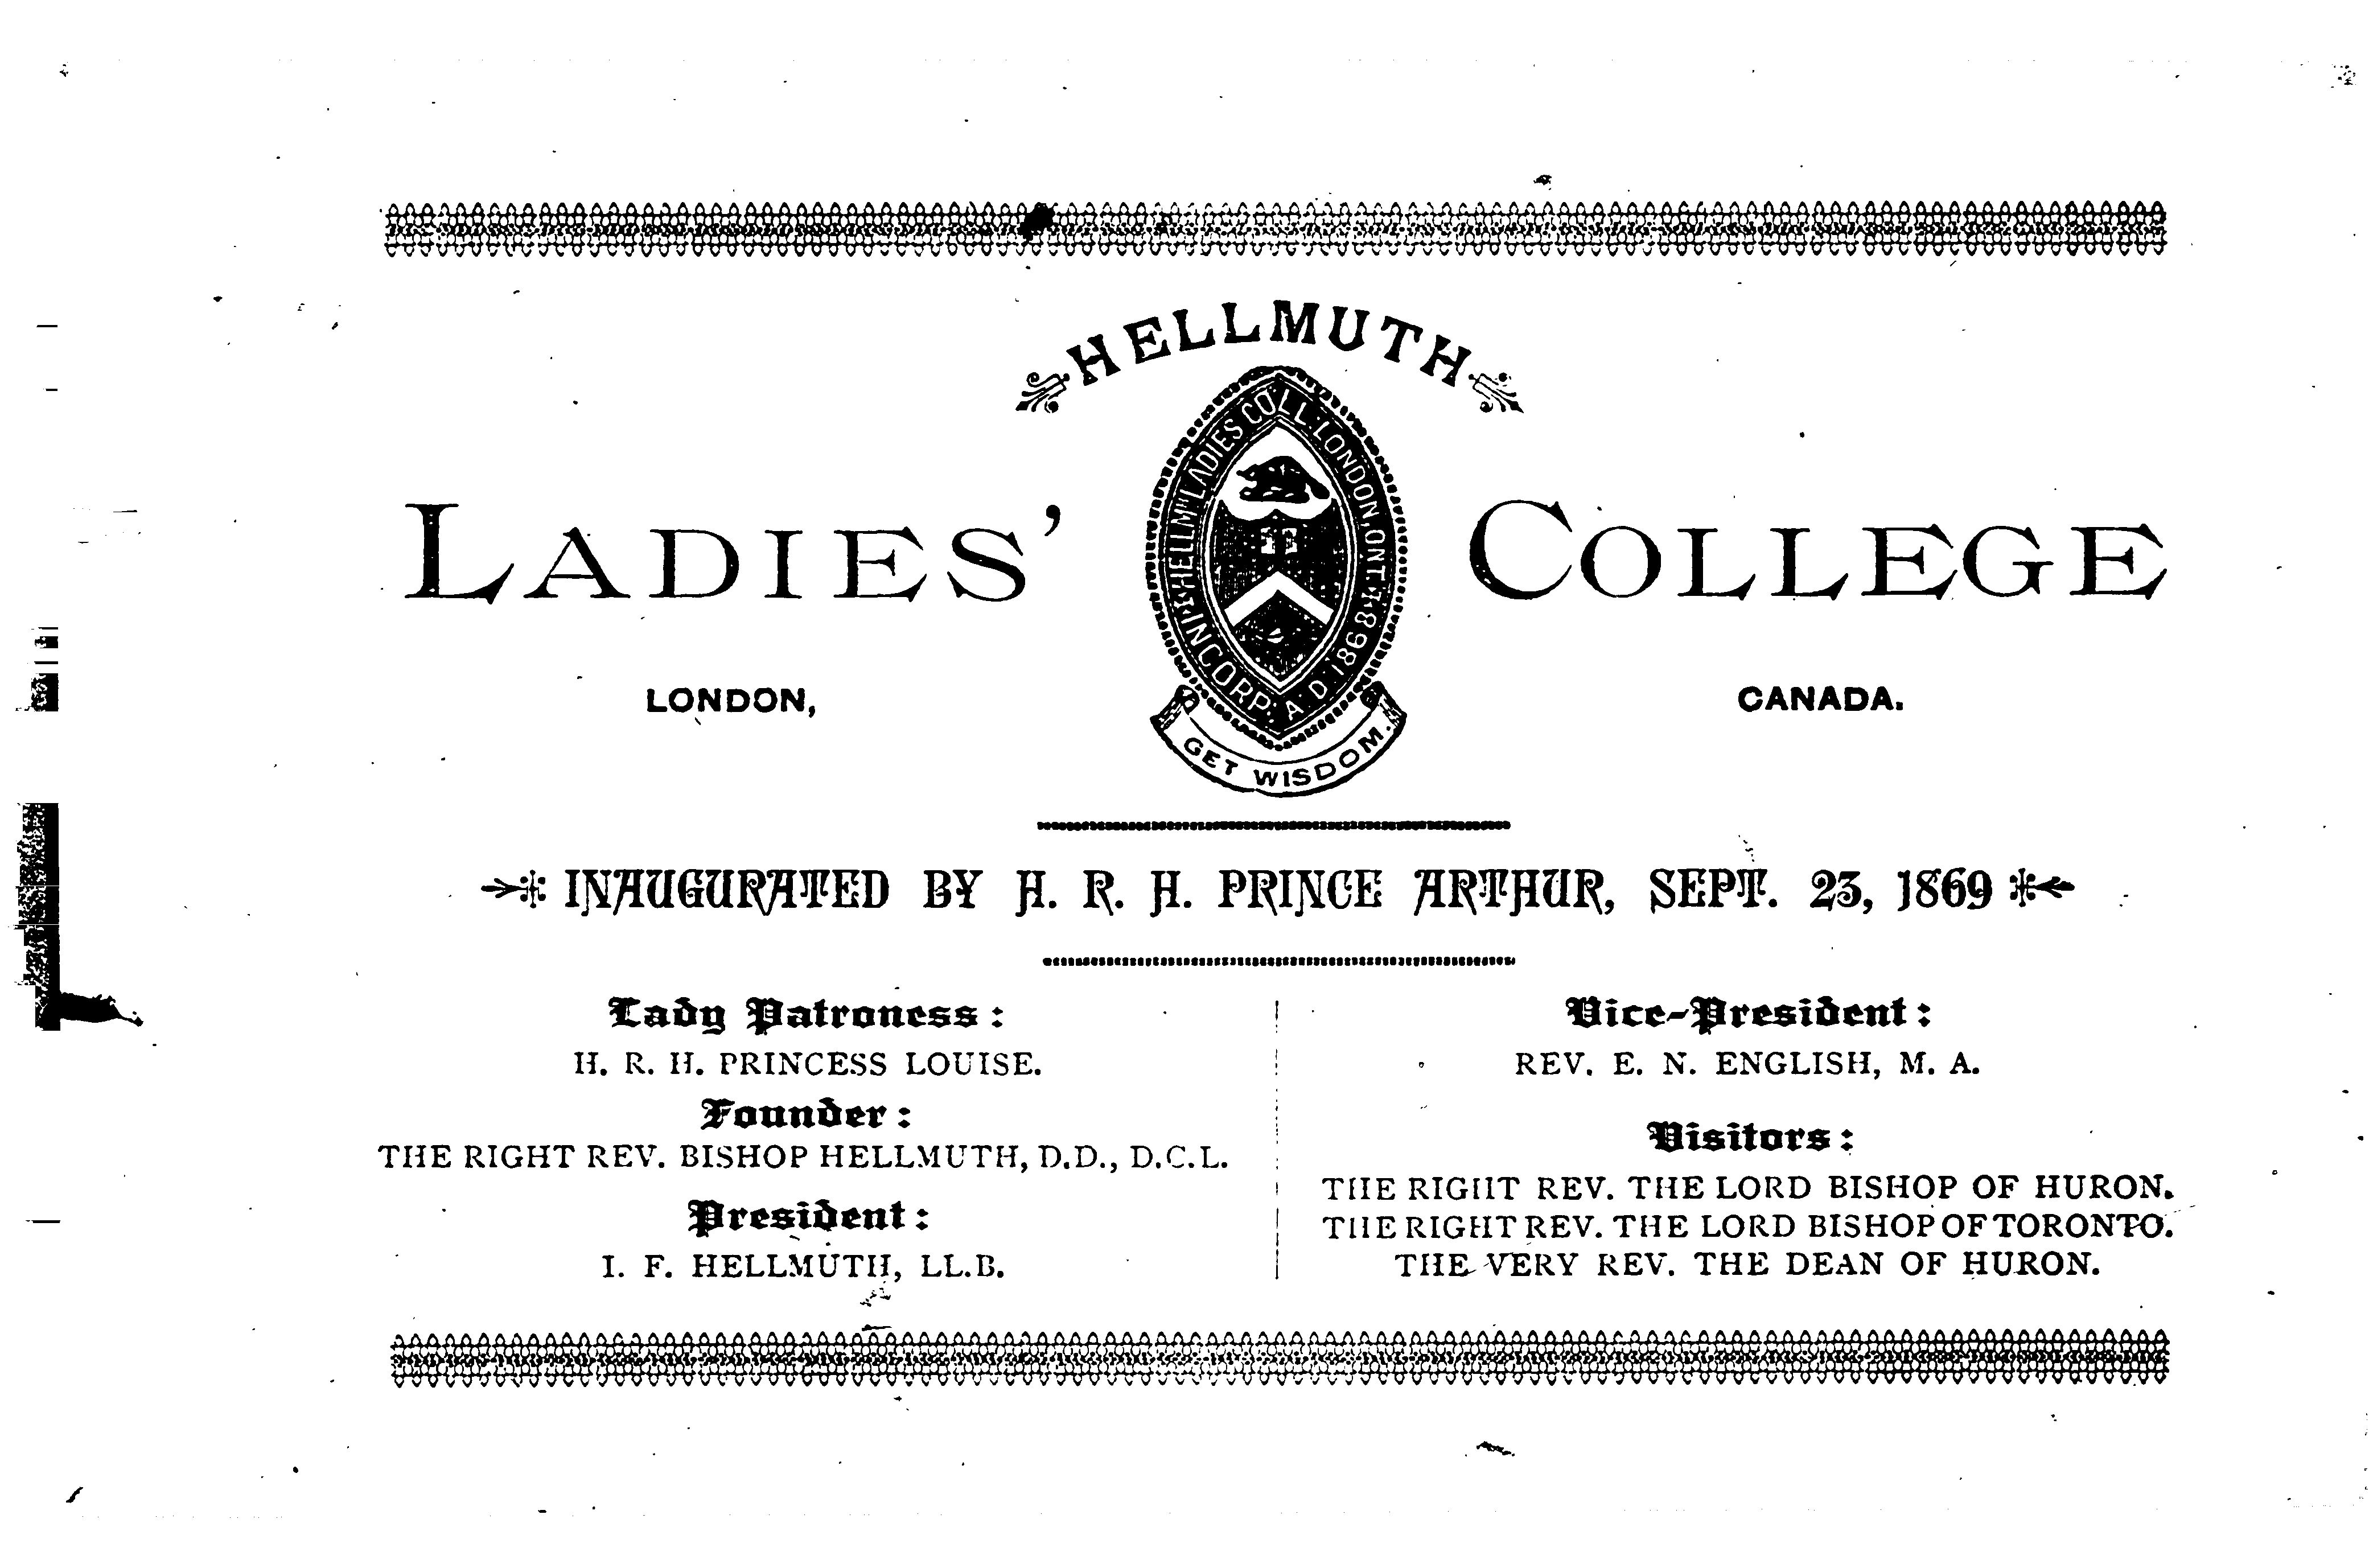 HELLMUTH
LADIES' COLLEGE
HELLMT LADIES COLL. LONDON, ONT.
INCORP. A.D. 1868
GET WISDOM.
LONDON, CANADA.
INAUGURATED BY H. R. H. PRINCE ARTHUR, SEPT. 23, 1869
Lady Patroness:
H. R. H. PRINCESS LOUISE.
Founder:
THE RIGHT REV. BISHOP HELLMUTH, D.D., D.C.L.
President:
I. F. HELLMUTH, LL.B.
Vice-President:
REV. E. N. ENGLISH, M. A.
Visitors:
THE RIGHT REV. THE LORD BISHOP OF HURON.
THE RIGHT REV. THE LORD BISHOP OF TORONTO.
THE VERY REV. THE DEAN OF HURON.